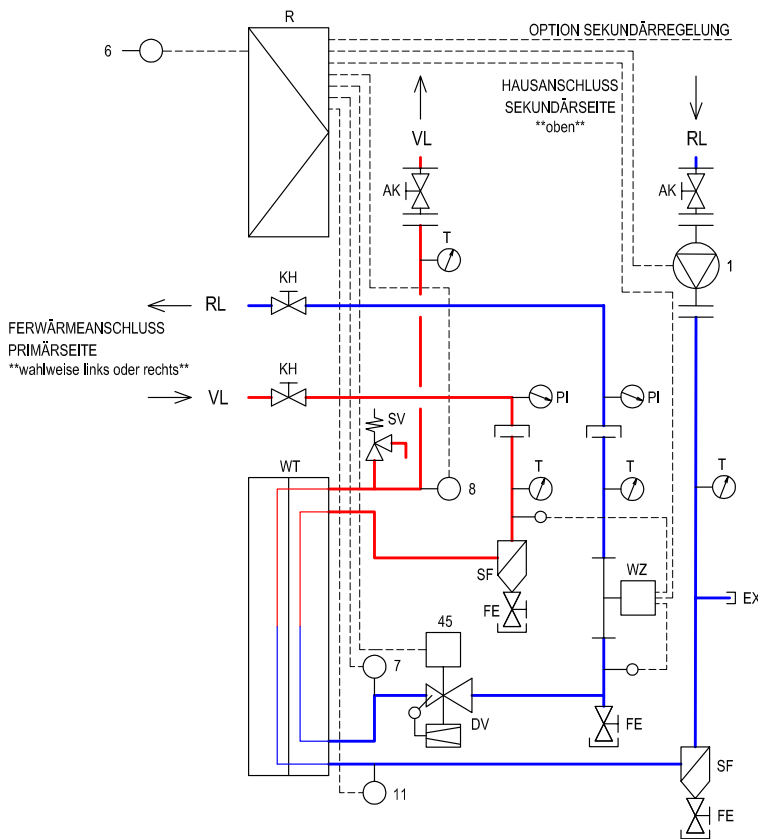 R
OPTION SEKUNDÄRREGELUNG
6
HAUSANSCHLUSS
SEKUNDÄRSEITE
**oben**
VL
RL
AK
AK
T
1
KH
RL
FERWÄRMEANSCHLUSS
PRIMÄRSEITE
**wahlweise links oder rechts**
KH
VL
PI
PI
SV
WT
8
T
T
T
SF
WZ
FE
EX
45
7
DV
FE
SF
11
FE